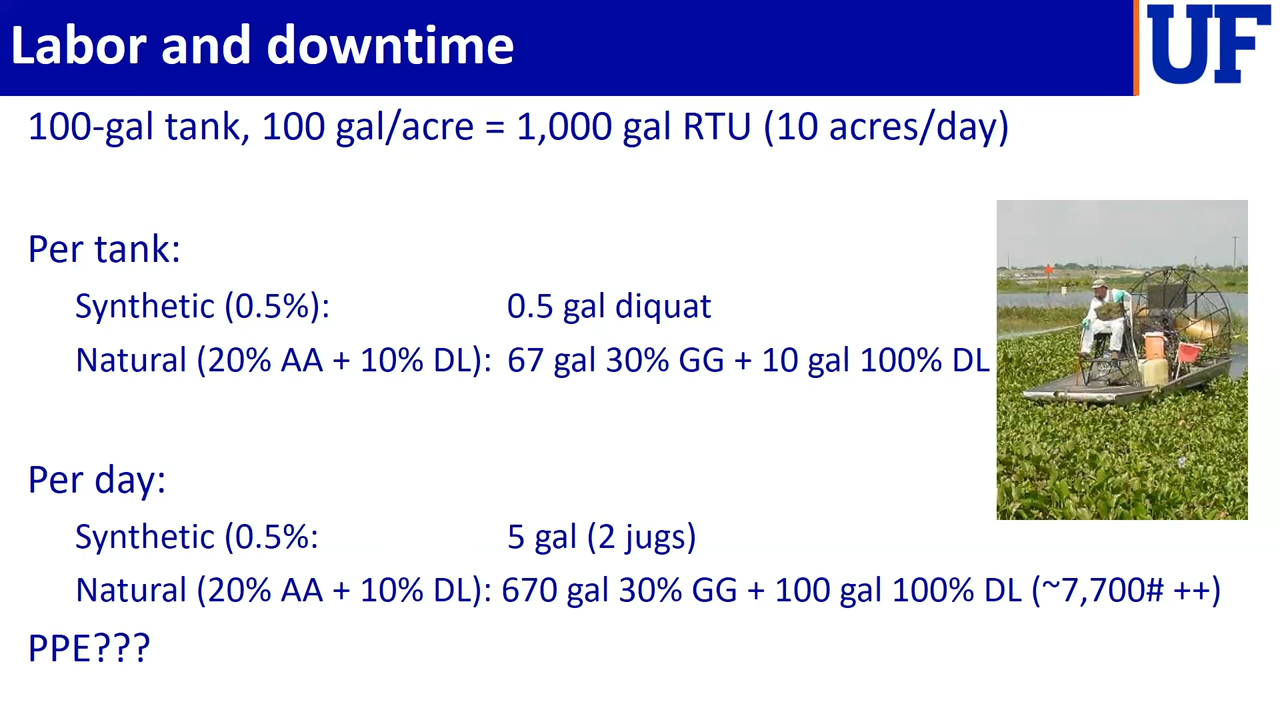 Labor and downtime
UF
100-gal tank, 100 gal/acre = 1,000 gal RTU (10 acres/day)
Per tank:
Synthetic (0.5%): 0.5 gal diquat
Natural (20% AA + 10% DL): 67 gal 30% GG + 10 gal 100% DL
Per day:
Synthetic (0.5%: 5 gal (2 jugs)
Natural (20% AA + 10% DL): 670 gal 30% GG + 100 gal 100% DL (~7,700# ++)
PPE???